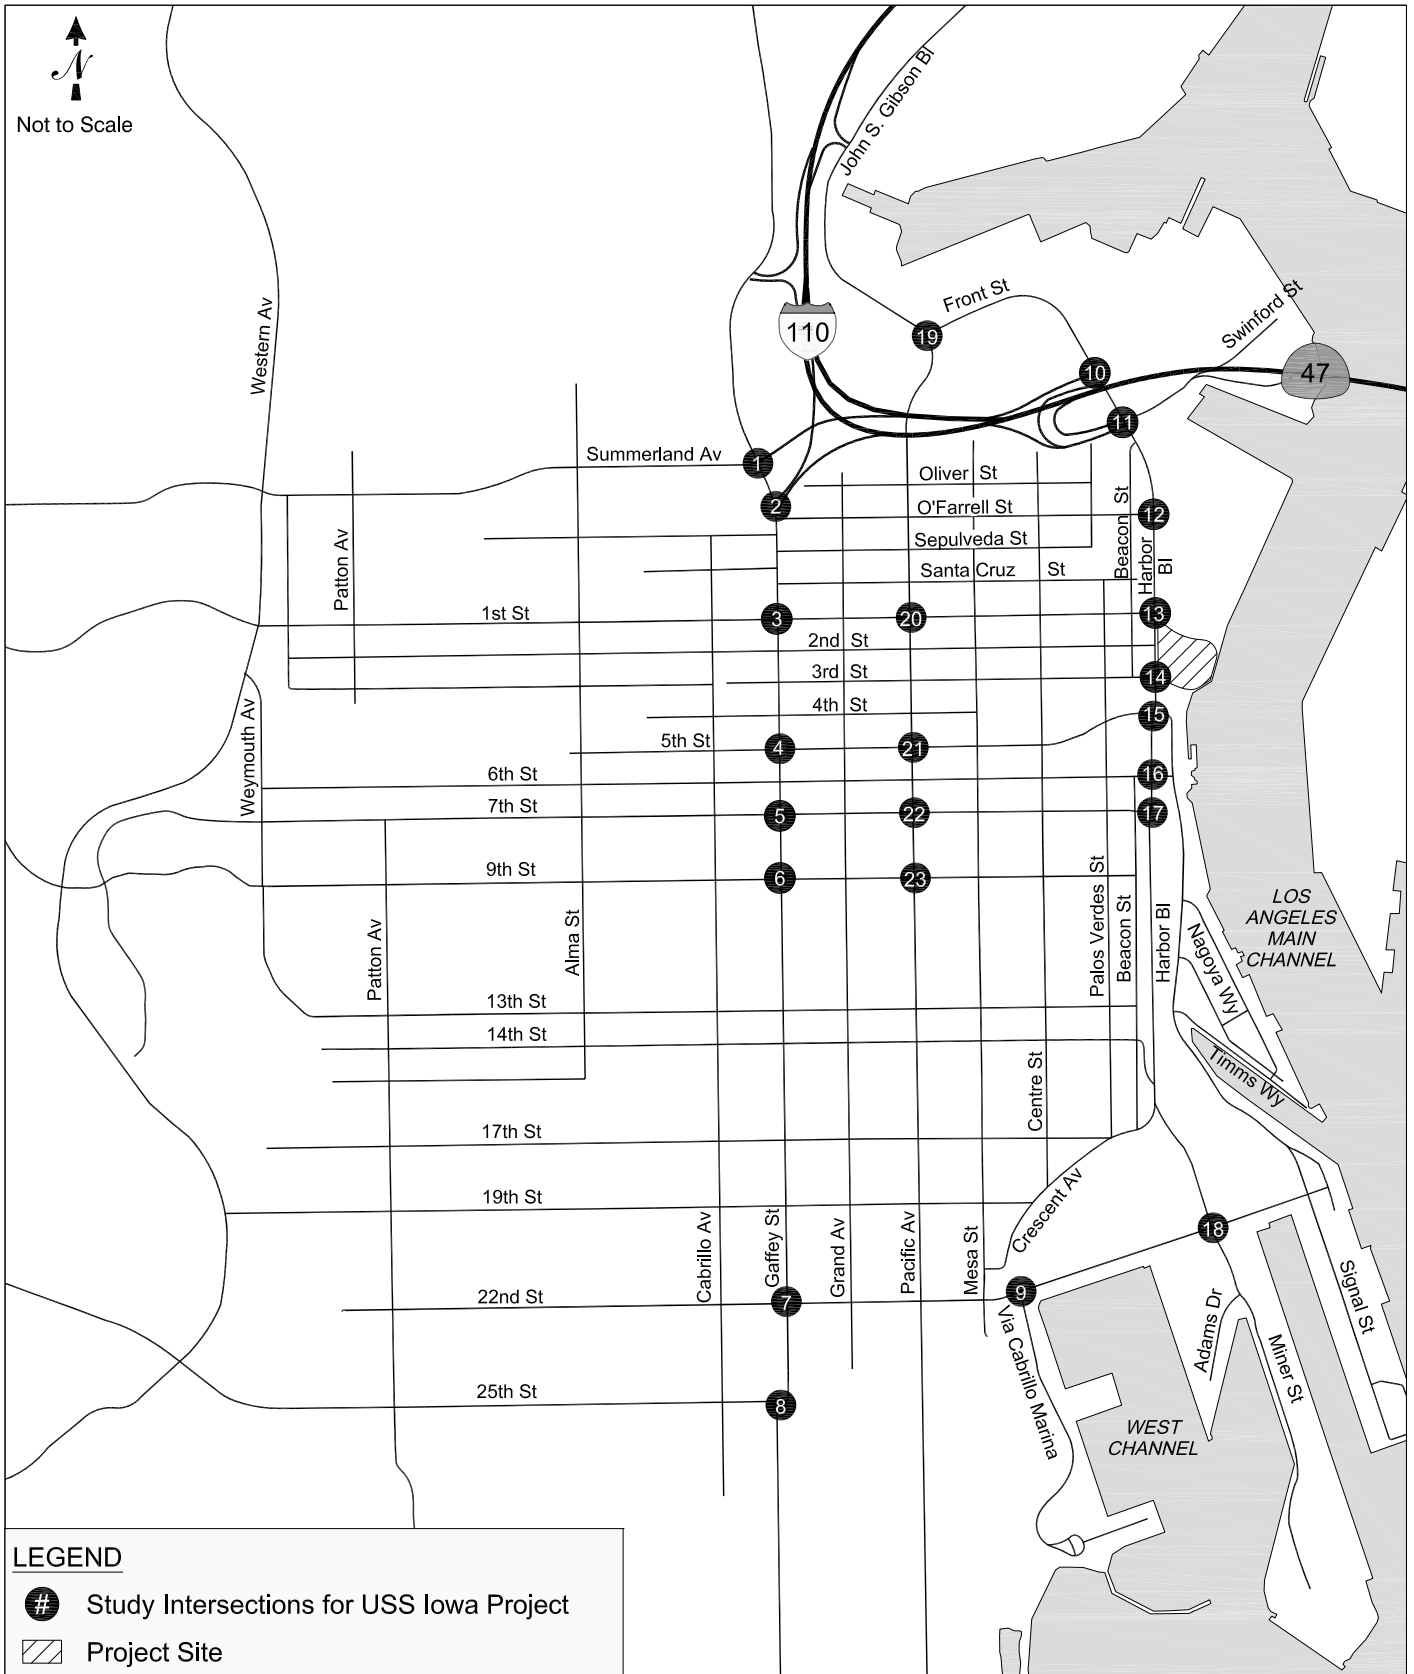 N
Not to Scale
John S. Gibson Bl
Western Av
Front St
Swinford St
110
19
10
47
11
Summerland Av
1
Oliver St
2
O'Farrell St
12
Beacon St
Harbor Bl
Patton Av
Sepulveda St
Santa Cruz St
1st St
3
20
13
2nd St
3rd St
14
4th St
15
Weymouth Av
5th St
4
21
6th St
16
7th St
5
22
17
9th St
6
23
Palos Verdes St
Beacon St
Harbor Bl
LOS
ANGELES
MAIN
CHANNEL
Nagoya Wy
Patton Av
Alma St
13th St
14th St
Timms Wy
Centre St
17th St
19th St
Crescent Av
Cabrillo Av
Gaffey St
Grand Av
Pacific Av
Mesa St
18
22nd St
7
9
Via Cabrillo Marina
Adams Dr
Miner St
Signal St
25th St
8
WEST
CHANNEL
LEGEND
# Study Intersections for USS Iowa Project
Project Site